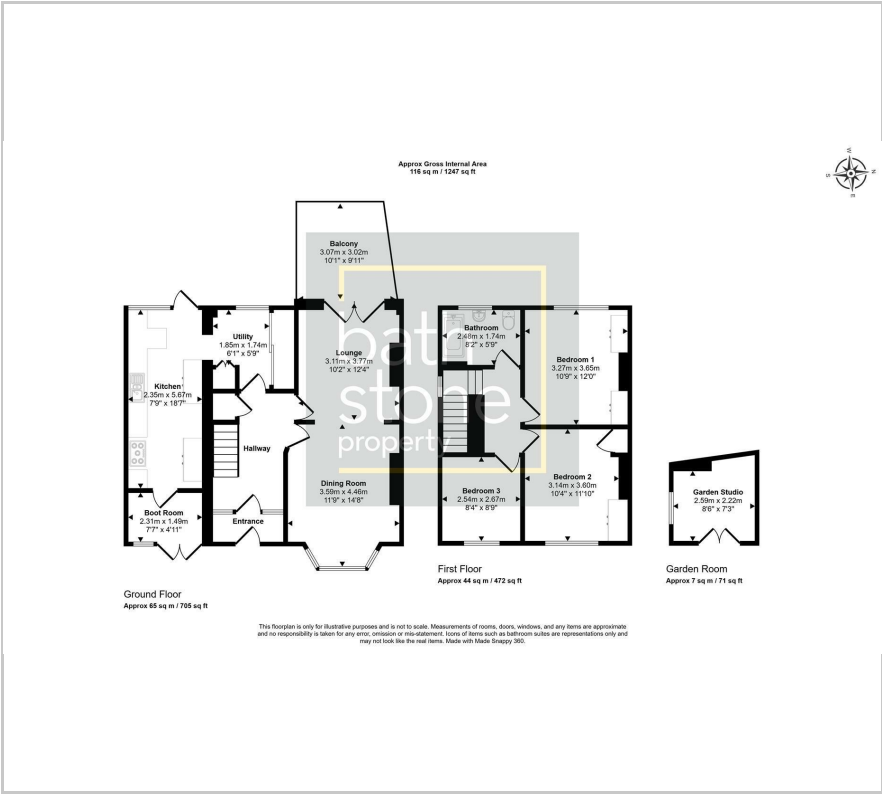 Approx Gross Internal Area
116 sq m / 1247 sq ft
W
N
S
E
Balcony
3.07m x 3.02m
10'1" x 9'11"
Utility
1.85m x 1.74m
6'1" x 5'9"
Lounge
3.11m x 3.77m
10'2" x 12'4"
Kitchen
2.35m x 5.67m
7'9" x 18'7"
Hallway
Dining Room
3.59m x 4.46m
11'9" x 14'8"
Boot Room
2.31m x 1.49m
7'7" x 4'11"
Entrance
Bathroom
2.48m x 1.74m
8'2" x 5'9"
Bedroom 1
3.27m x 3.65m
10'9" x 12'0"
Bedroom 2
3.14m x 3.60m
10'4" x 11'10"
Bedroom 3
2.54m x 2.67m
8'4" x 8'9"
Garden Studio
2.59m x 2.22m
8'6" x 7'3"
bath
stone
property
Ground Floor
Approx 65 sq m / 705 sq ft
First Floor
Approx 44 sq m / 472 sq ft
Garden Room
Approx 7 sq m / 71 sq ft
This floorplan is only for illustrative purposes and is not to scale. Measurements of rooms, doors, windows, and any items are approximate
and no responsibility is taken for any error, omission or mis-statement. Icons of items such as bathroom suites are representations only and
may not look like the real items. Made with Made Snappy 360.